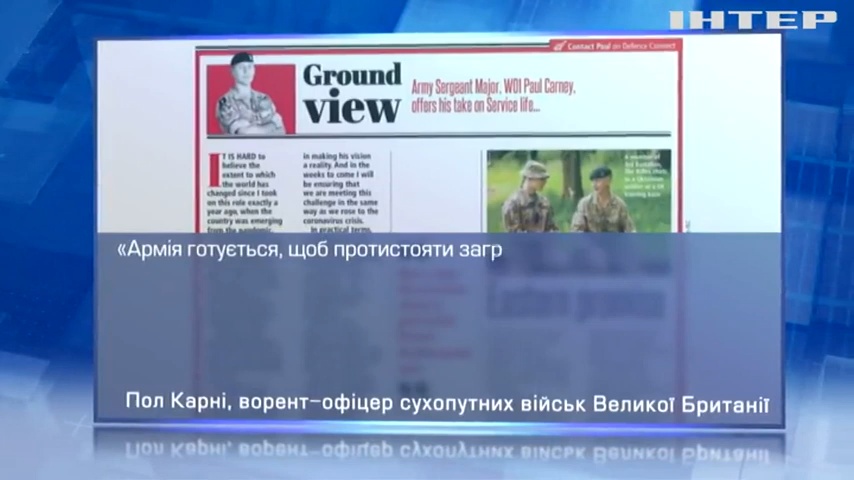 ІНТЕР
Contact Paul on Defence Connect
Ground
view
Army Sergeant Major, WO1 Paul Carney,
offers his take on Service life...
IT IS HARD to
believe the
extent to which
the world has
changed since I took
on this role exactly a
year ago, when the
country was emerging
from the pandemic.
in making his vision
a reality. And in the
weeks to come I will
be ensuring that
we are meeting this
challenge in the same
way as we rose to the
coronavirus crisis.
In practical terms,
«Армія готується, щоб протистояти загр
Пол Карні, ворент-офіцер сухопутних військ Великої Британії